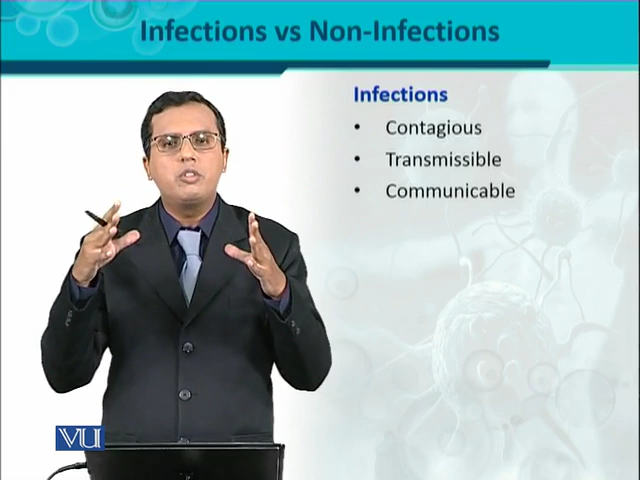 Infections vs Non-Infections
Infections
• Contagious
• Transmissible
• Communicable
VU